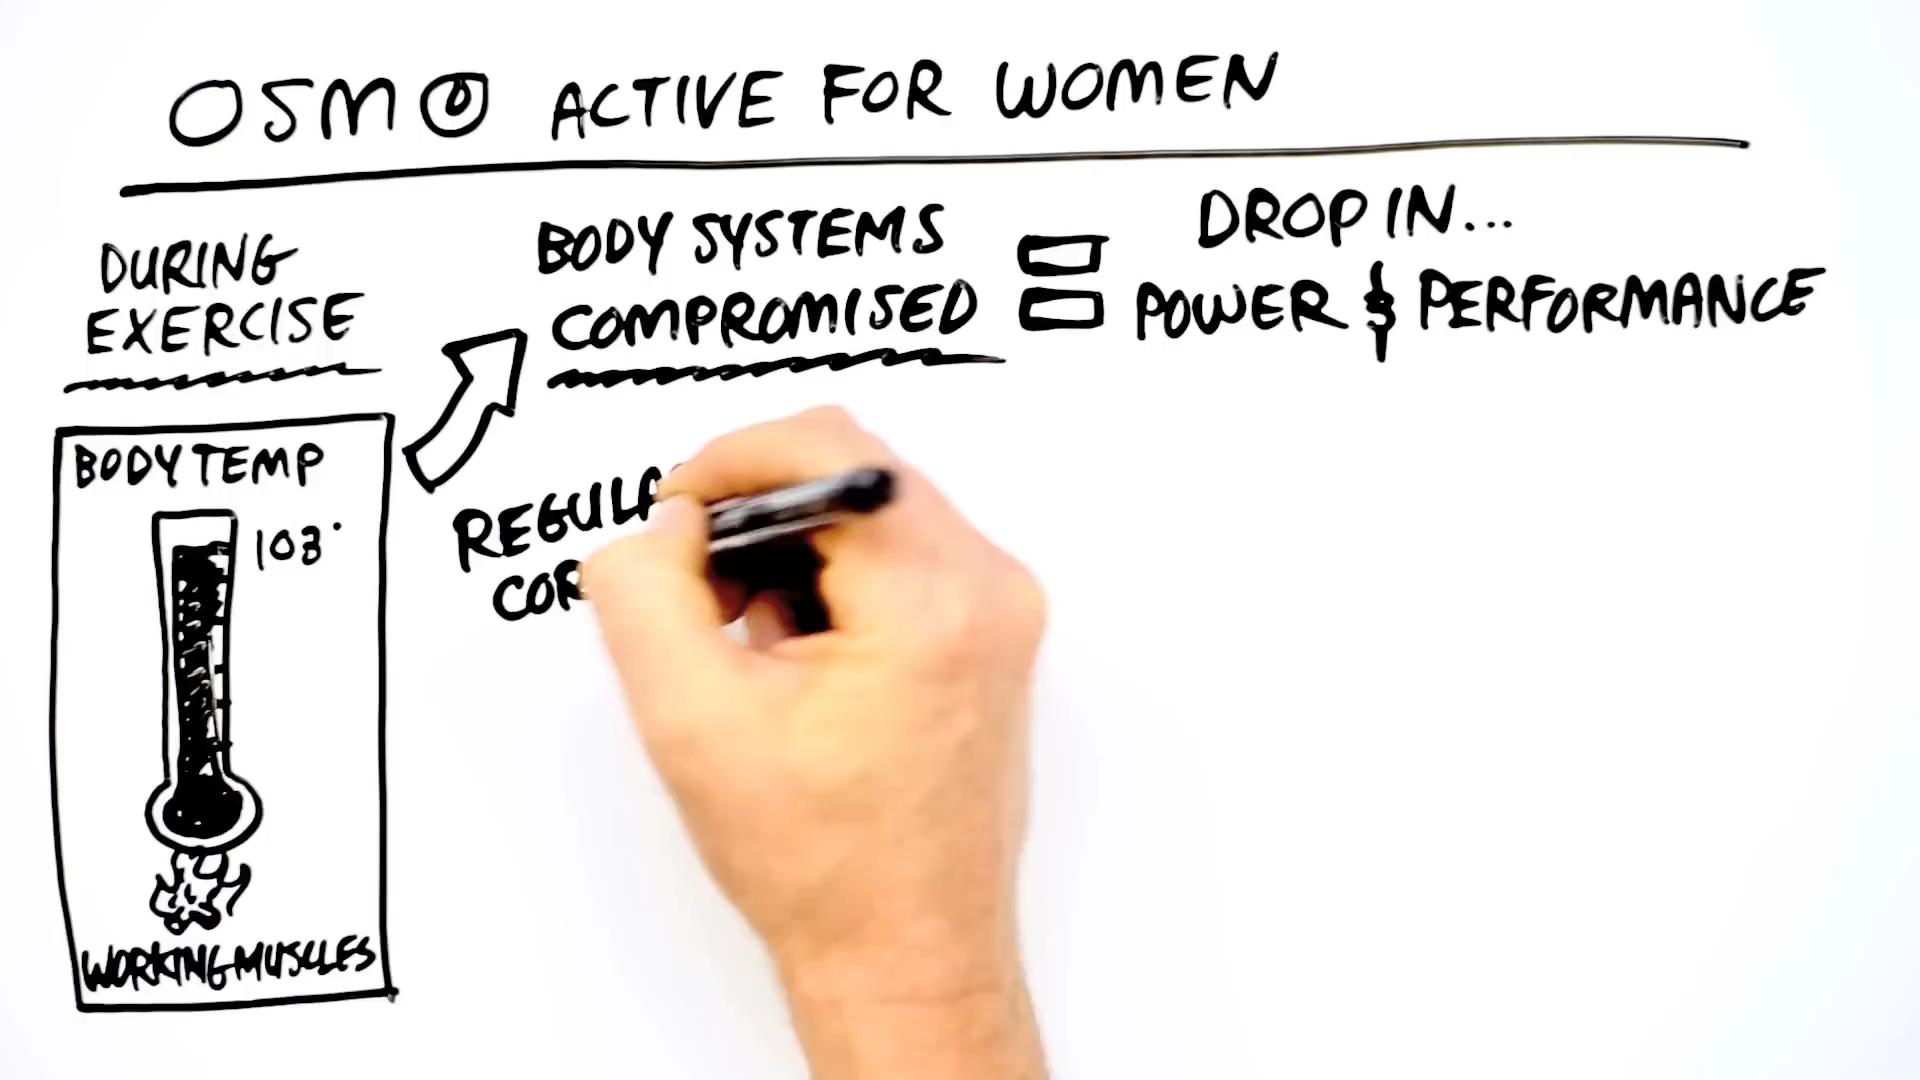 OSMO ACTIVE FOR WOMEN
DURING
EXERCISE
BODY SYSTEMS
COMPROMISED
DROP IN...
POWER & PERFORMANCE
BODY TEMP
103°
WORKING MUSCLES